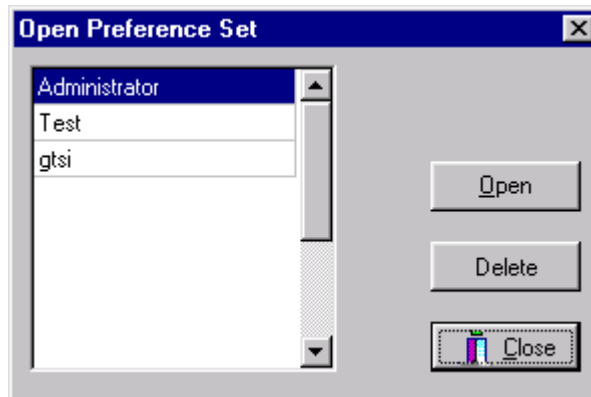 Open Preference Set
Administrator
Test
gtsi
Open
Delete
Close